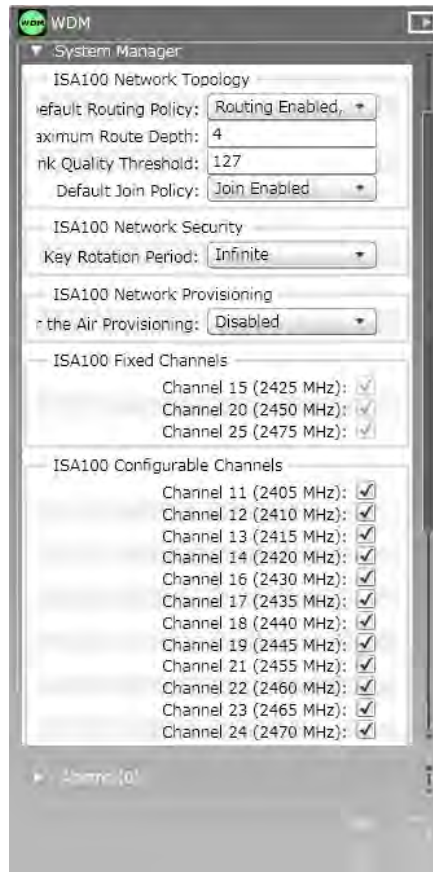 WDM WDM
System Manager
ISA100 Network Topology
efault Routing Policy: Routing Enabled,
aximum Route Depth: 4
nk Quality Threshold: 127
Default Join Policy: Join Enabled
ISA100 Network Security
Key Rotation Period: Infinite
ISA100 Network Provisioning
r the Air Provisioning: Disabled
ISA100 Fixed Channels
Channel 15 (2425 MHz):
Channel 20 (2450 MHz):
Channel 25 (2475 MHz):
ISA100 Configurable Channels
Channel 11 (2405 MHz):
Channel 12 (2410 MHz):
Channel 13 (2415 MHz):
Channel 14 (2420 MHz):
Channel 16 (2430 MHz):
Channel 17 (2435 MHz):
Channel 18 (2440 MHz):
Channel 19 (2445 MHz):
Channel 21 (2455 MHz):
Channel 22 (2460 MHz):
Channel 23 (2465 MHz):
Channel 24 (2470 MHz):